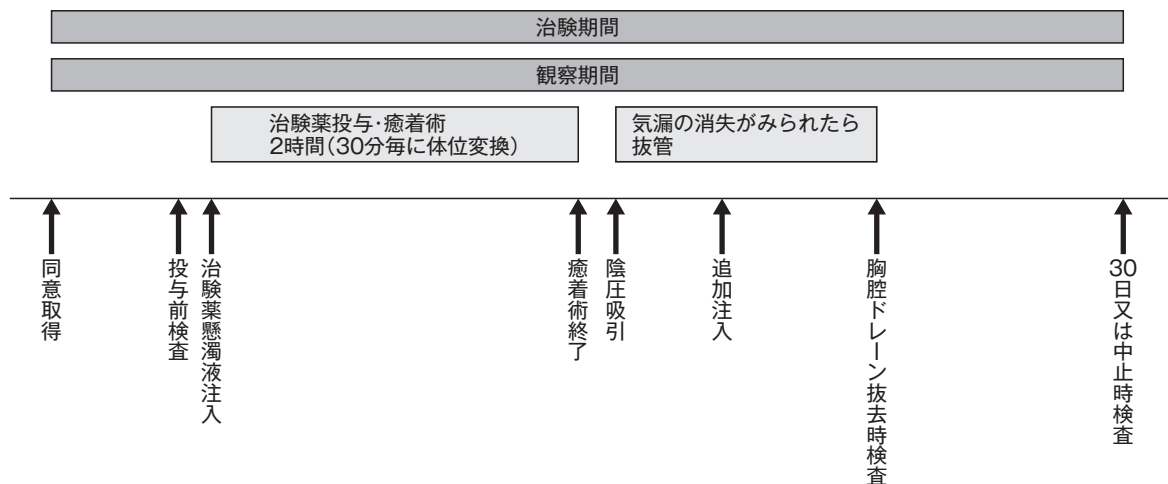 治験期間
観察期間
治験薬投与・癒着術
2時間(30分毎に体位変換)
気漏の消失がみられたら
抜管
同意取得
投与前検査
治験薬懸濁液注入
癒着術終了
陰圧吸引
追加注入
胸腔ドレーン抜去時検査
30日又は中止時検査